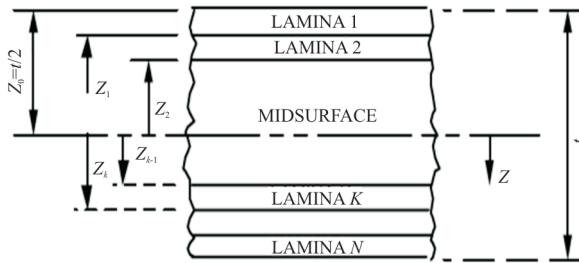 LAMINA 1
LAMINA 2
Z₀=t/2
Z₁
Z₂
MIDSURFACE
Zₖ₋₁
Zₖ
Z
t
LAMINA K
LAMINA N